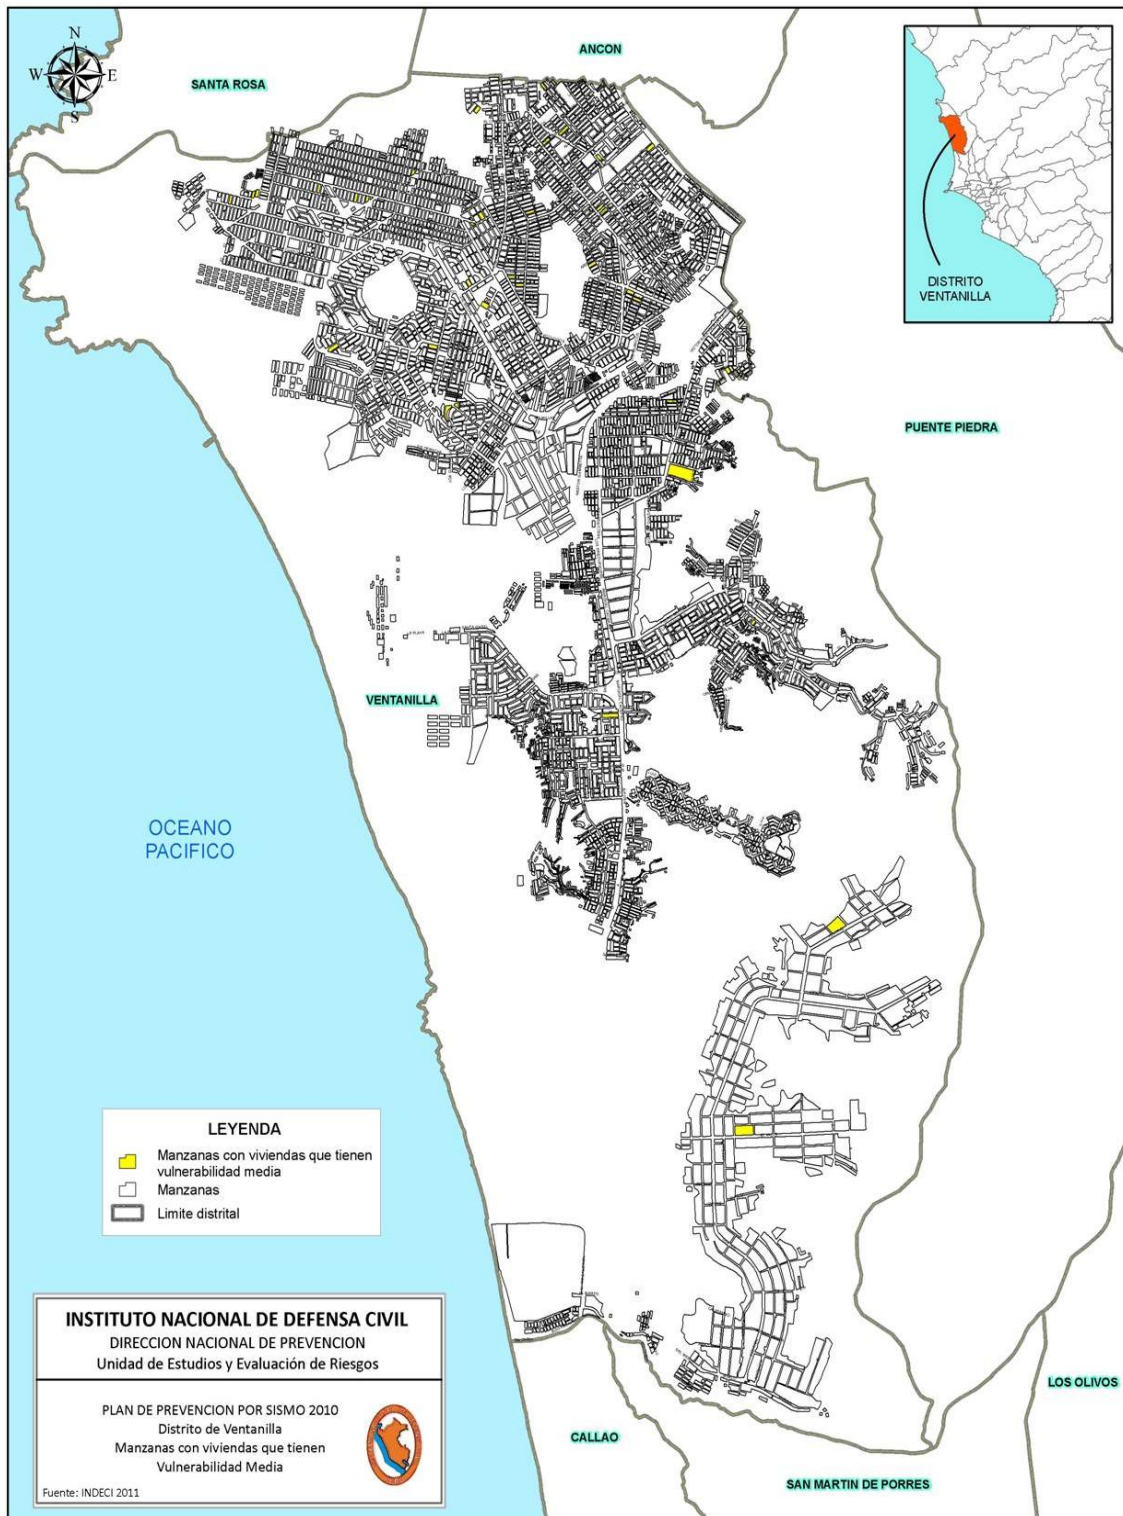 N
W
E
S
SANTA ROSA
ANCON
DISTRITO
VENTANILLA
PUENTE PIEDRA
VENTANILLA
OCEANO
PACIFICO
LEYENDA
Manzanas con viviendas que tienen
vulnerabilidad media
Manzanas
Limite distrital
INSTITUTO NACIONAL DE DEFENSA CIVIL
DIRECCION NACIONAL DE PREVENCION
Unidad de Estudios y Evaluación de Riesgos
PLAN DE PREVENCION POR SISMO 2010
Distrito de Ventanilla
Manzanas con viviendas que tienen
Vulnerabilidad Media
Fuente: INDECI 2011
LOS OLIVOS
CALLAO
SAN MARTIN DE PORRES